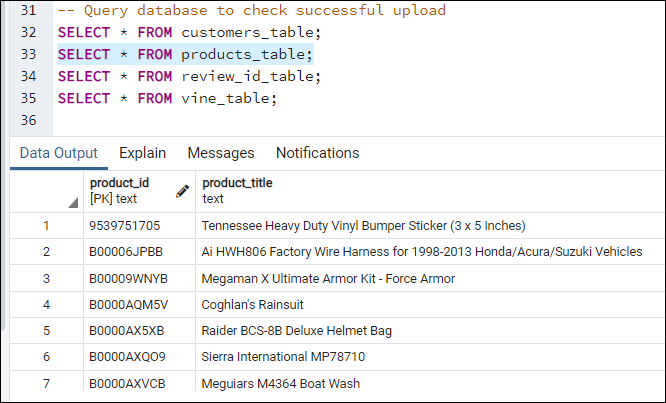 31 -- Query database to check successful upload
32 SELECT * FROM customers_table;
33 SELECT * FROM products_table;
34 SELECT * FROM review_id_table;
35 SELECT * FROM vine_table;
36
Data Output Explain Messages Notifications
product_id product_title
[PK] text text
1 9539751705 Tennessee Heavy Duty Vinyl Bumper Sticker (3 x 5 Inches)
2 B00006JPBB Ai HWH806 Factory Wire Harness for 1998-2013 Honda/Acura/Suzuki Vehicles
3 B00009WNYB Megaman X Ultimate Armor Kit - Force Armor
4 B0000AQM5V Coghlan's Rainsuit
5 B0000AX5XB Raider BCS-8B Deluxe Helmet Bag
6 B0000AXQO9 Sierra International MP78710
7 B0000AXVCB Meguiars M4364 Boat Wash